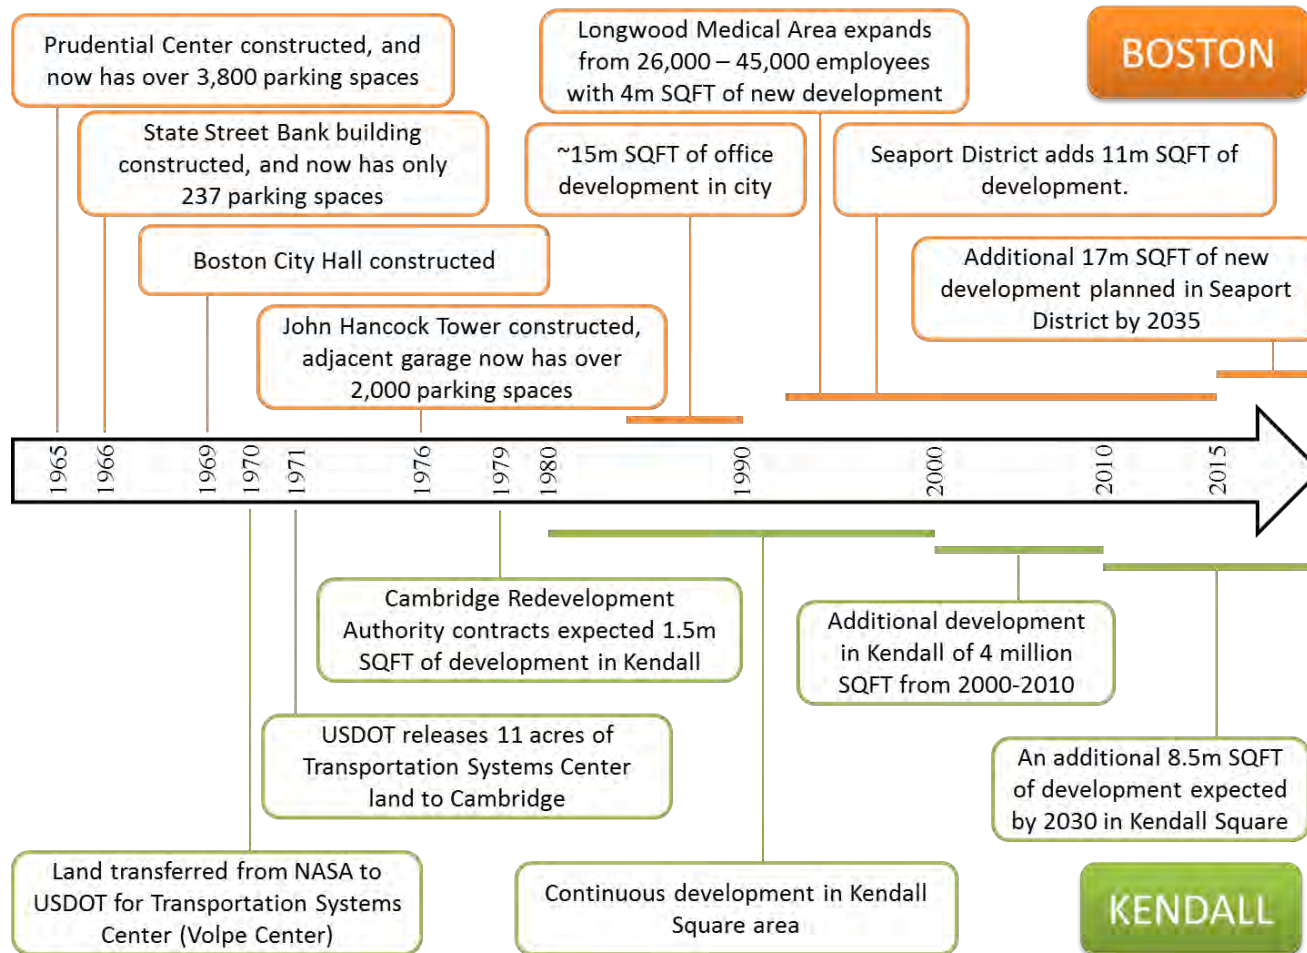 Prudential Center constructed, and
now has over 3,800 parking spaces
Longwood Medical Area expands
from 26,000 – 45,000 employees
with 4m SQFT of new development
BOSTON
State Street Bank building
constructed, and now has only
237 parking spaces
~15m SQFT of office
development in city
Seaport District adds 11m SQFT of
development.
Boston City Hall constructed
Additional 17m SQFT of new
development planned in Seaport
District by 2035
John Hancock Tower constructed,
adjacent garage now has over
2,000 parking spaces
1965
1966
1969
1970
1971
1976
1979
1980
1990
2000
2010
2015
Cambridge Redevelopment
Authority contracts expected 1.5m
SQFT of development in Kendall
Additional development
in Kendall of 4 million
SQFT from 2000-2010
USDOT releases 11 acres of
Transportation Systems Center
land to Cambridge
An additional 8.5m SQFT
of development expected
by 2030 in Kendall Square
Land transferred from NASA to
USDOT for Transportation Systems
Center (Volpe Center)
Continuous development in Kendall
Square area
KENDALL